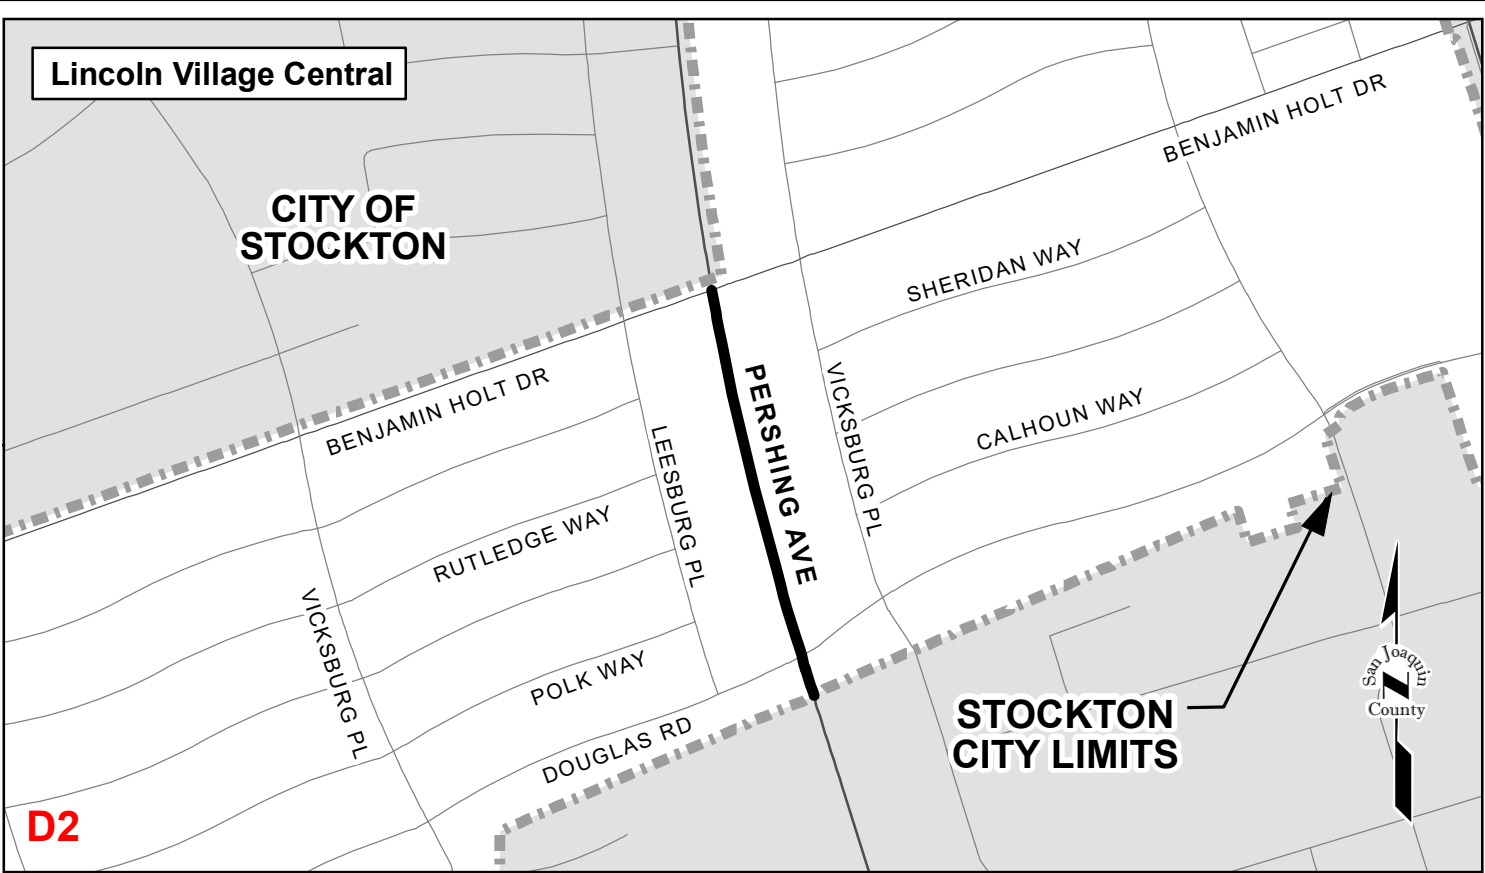 Lincoln Village Central
CITY OF
STOCKTON
BENJAMIN HOLT DR
SHERIDAN WAY
BENJAMIN HOLT DR
PERSHING AVE
VICKSBURG PL
CALHOUN WAY
LEESBURG PL
RUTLEDGE WAY
VICKSBURG PL
POLK WAY
DOUGLAS RD
STOCKTON
CITY LIMITS
San Joaquin
N
County
D2